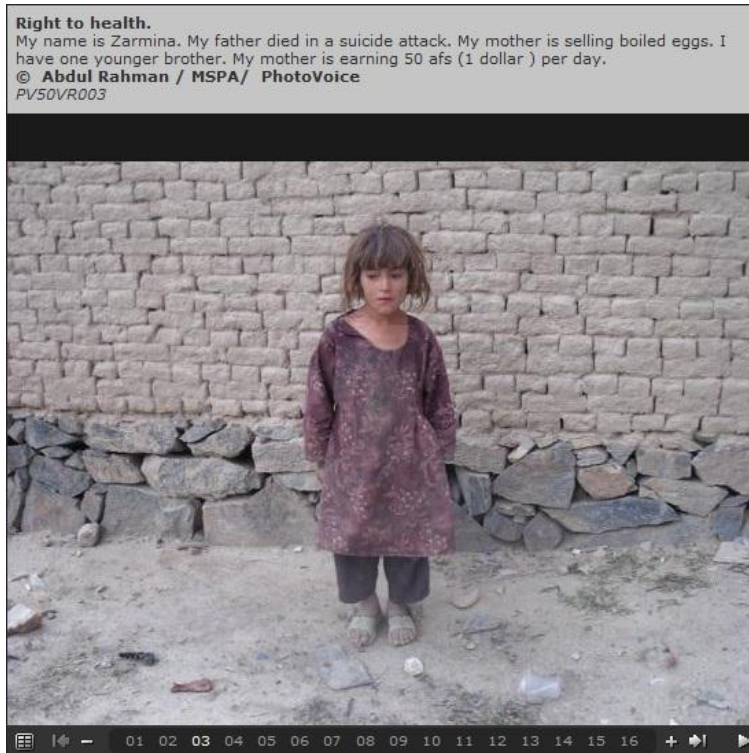 Right to health.
My name is Zarmina. My father died in a suicide attack. My mother is selling boiled eggs. I
have one younger brother. My mother is earning 50 afs (1 dollar ) per day.
© Abdul Rahman / MSPA/ PhotoVoice
PV50VR003
01 02 03 04 05 06 07 08 09 10 11 12 13 14 15 16